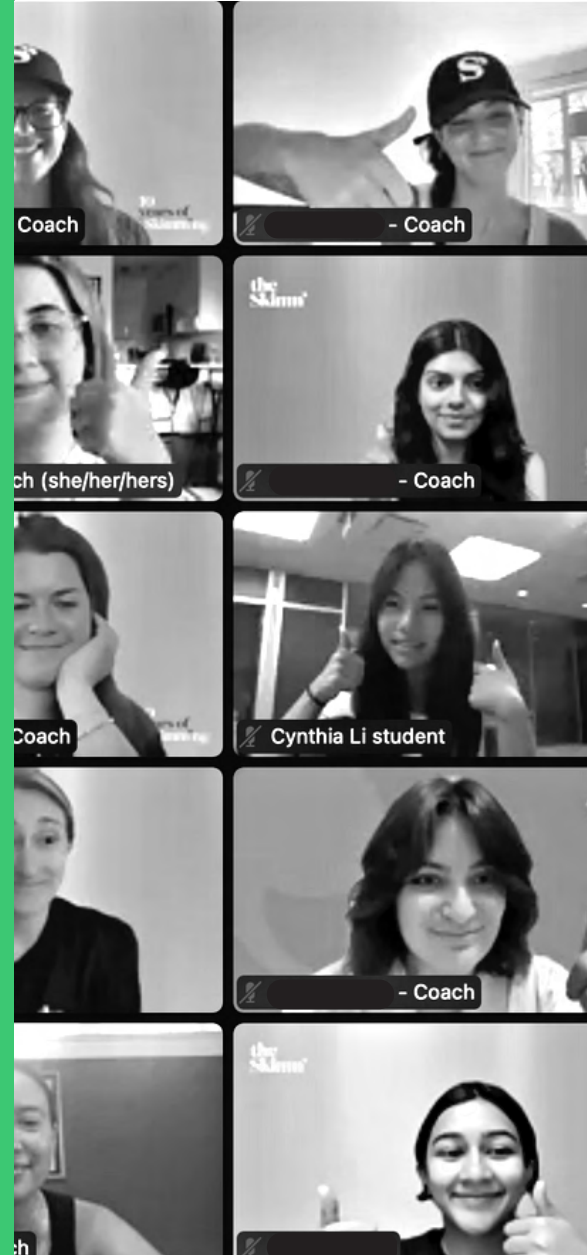 S
S
Coach
- Coach
the
Skimm'
ch (she/her/hers)
- Coach
Coach
Cynthia Li student
- Coach
the
Skimm'
ch